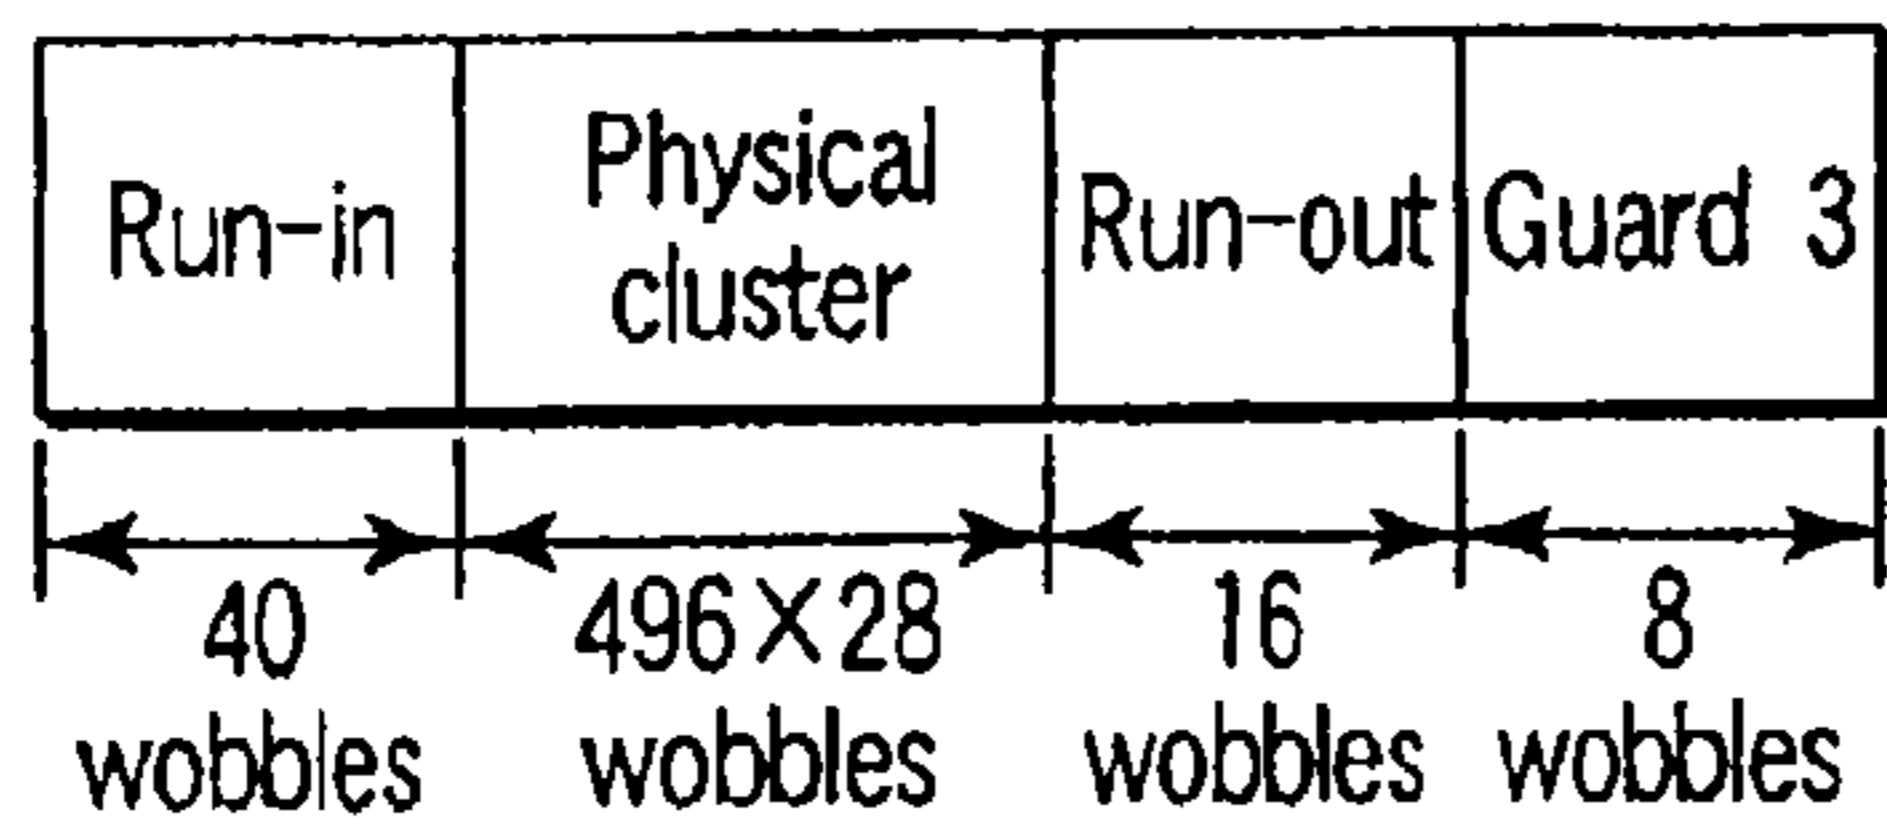 Run-in
Physical
cluster
Run-out
Guard 3
40
wobbles
496×28
wobbles
16
wobbles
8
wobbles